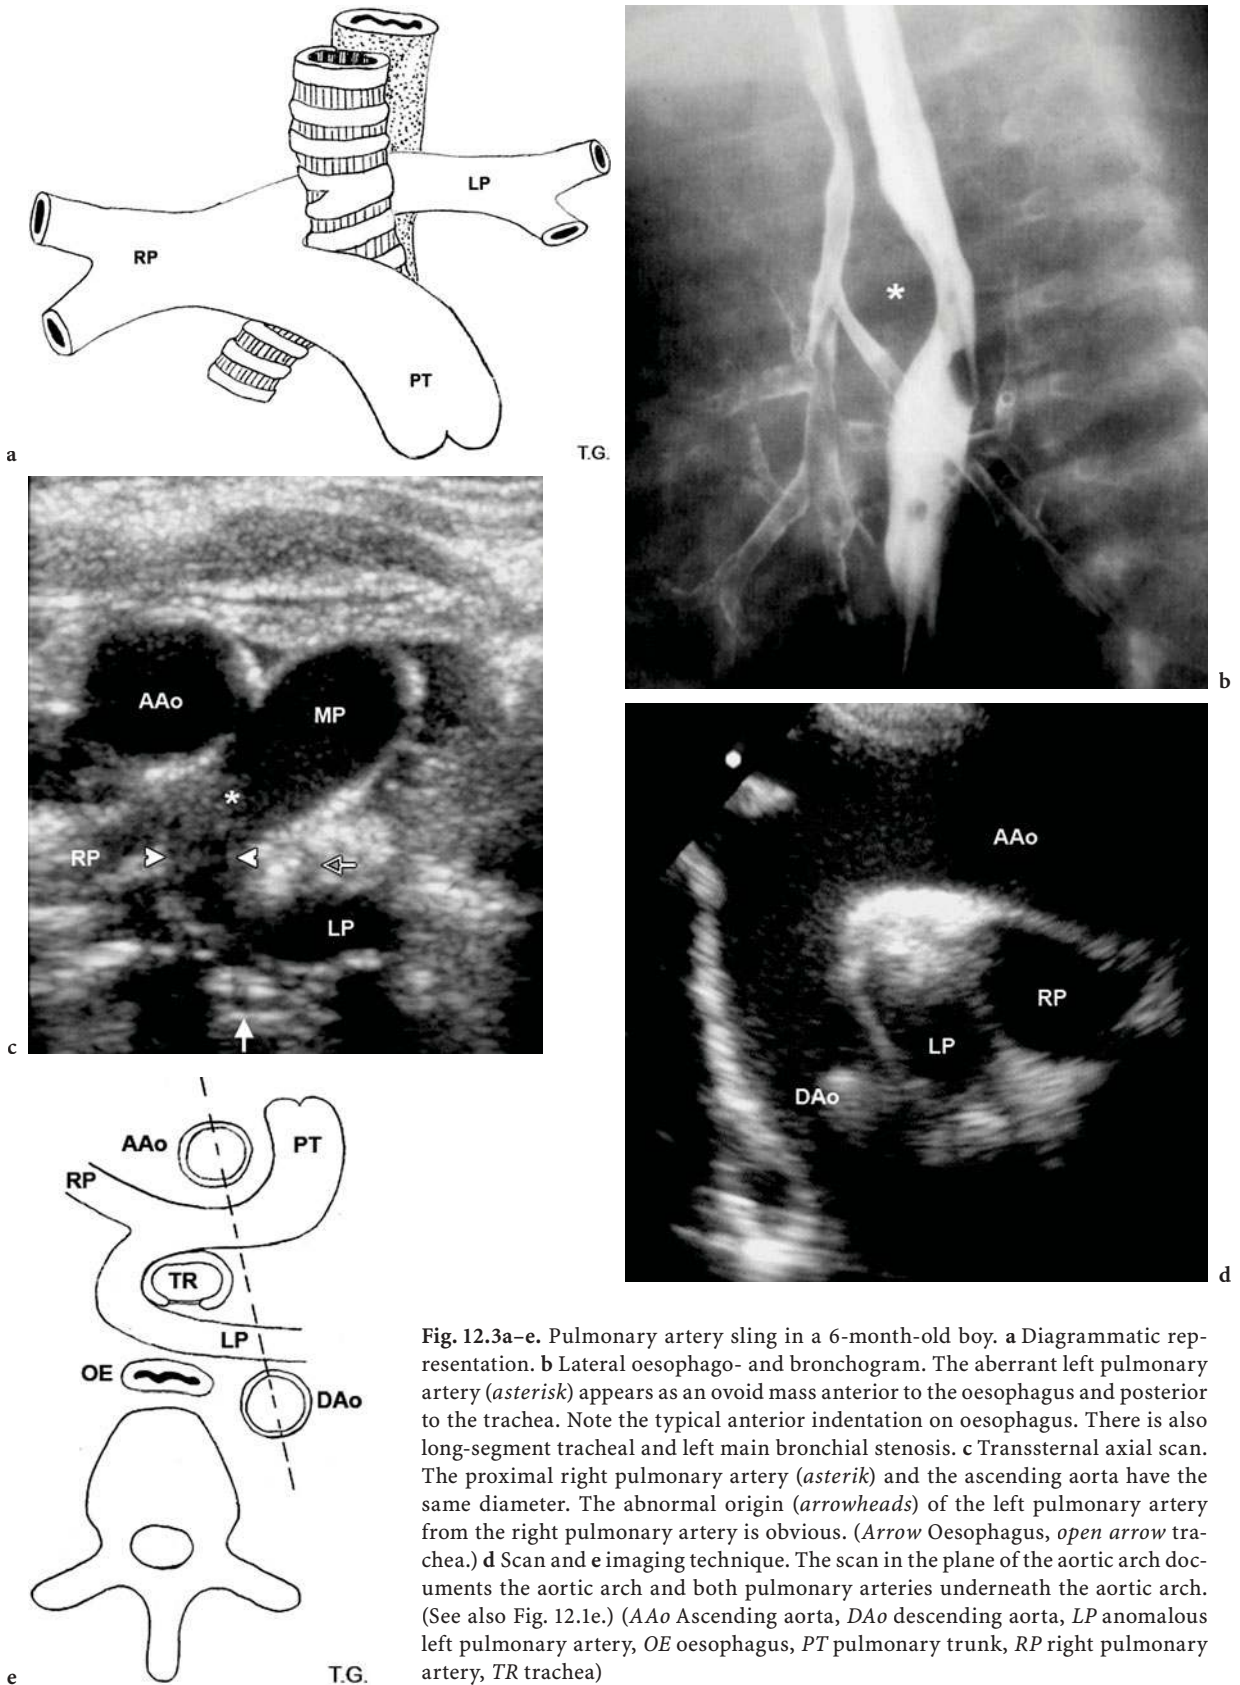 LP
RP
PT
a
T.G.
*
b
AAo
MP
*
RP
LP
c
AAo
RP
LP
DAo
d
AAo
PT
RP
TR
LP
OE
DAo
e
T.G.
Fig. 12.3a–e. Pulmonary artery sling in a 6-month-old boy. a Diagrammatic rep-
resentation. b Lateral oesophago- and bronchogram. The aberrant left pulmonary
artery (asterisk) appears as an ovoid mass anterior to the oesophagus and posterior
to the trachea. Note the typical anterior indentation on oesophagus. There is also
long-segment tracheal and left main bronchial stenosis. c Transsternal axial scan.
The proximal right pulmonary artery (asterik) and the ascending aorta have the
same diameter. The abnormal origin (arrowheads) of the left pulmonary artery
from the right pulmonary artery is obvious. (Arrow Oesophagus, open arrow tra-
chea.) d Scan and e imaging technique. The scan in the plane of the aortic arch doc-
uments the aortic arch and both pulmonary arteries underneath the aortic arch.
(See also Fig. 12.1e.) (AAo Ascending aorta, DAo descending aorta, LP anomalous
left pulmonary artery, OE oesophagus, PT pulmonary trunk, RP right pulmonary
artery, TR trachea)